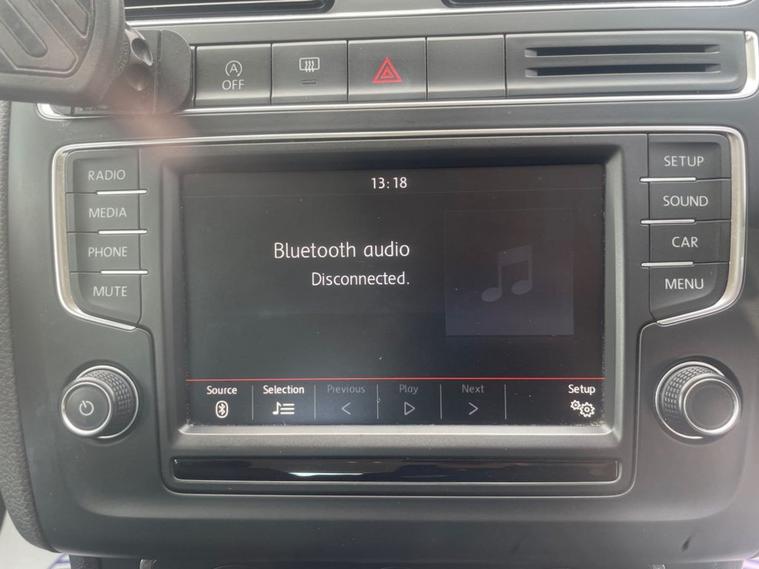 OFF
RADIO
MEDIA
PHONE
MUTE
13:18
Bluetooth audio
Disconnected.
Source
Selection
Previous
Play
Next
Setup
SETUP
SOUND
CAR
MENU